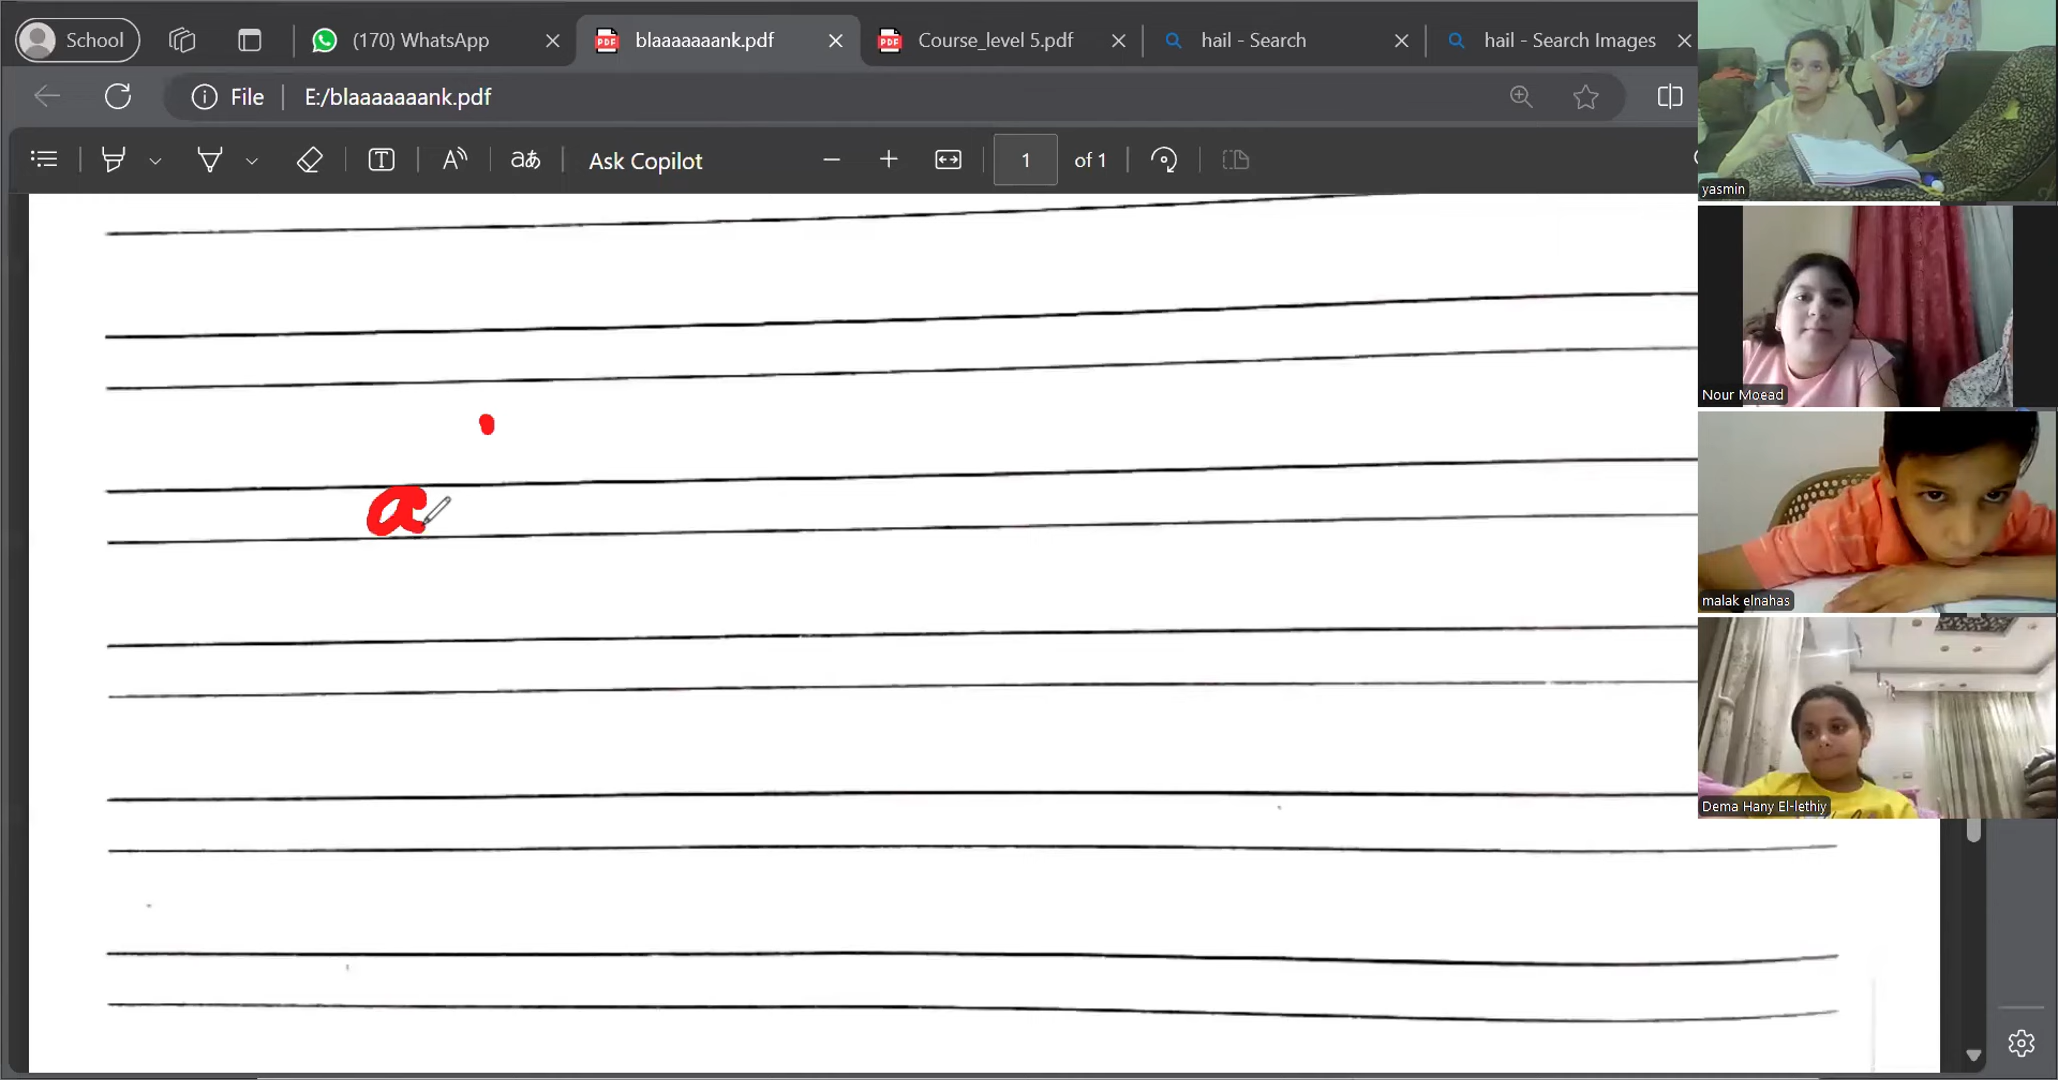 School
(170) WhatsApp
blaaaaaaank.pdf
Course_level 5.pdf
hail - Search
hail - Search Images
File
E:/blaaaaaaank.pdf
Ask Copilot
1
of 1
a
yasmin
Nour Moead
malak elnahas
Dema Hany El-lethiy